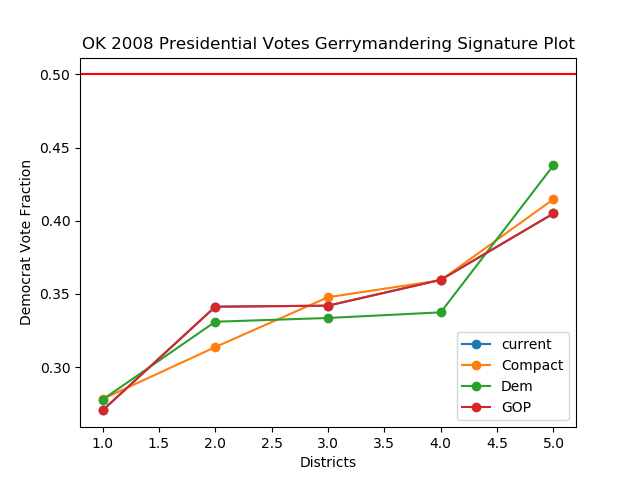 OK 2008 Presidential Votes Gerrymandering Signature Plot
0.50
0.45
0.40
0.35
0.30
Democrat Vote Fraction
current
Compact
Dem
GOP
1.0 1.5 2.0 2.5 3.0 3.5 4.0 4.5 5.0
Districts